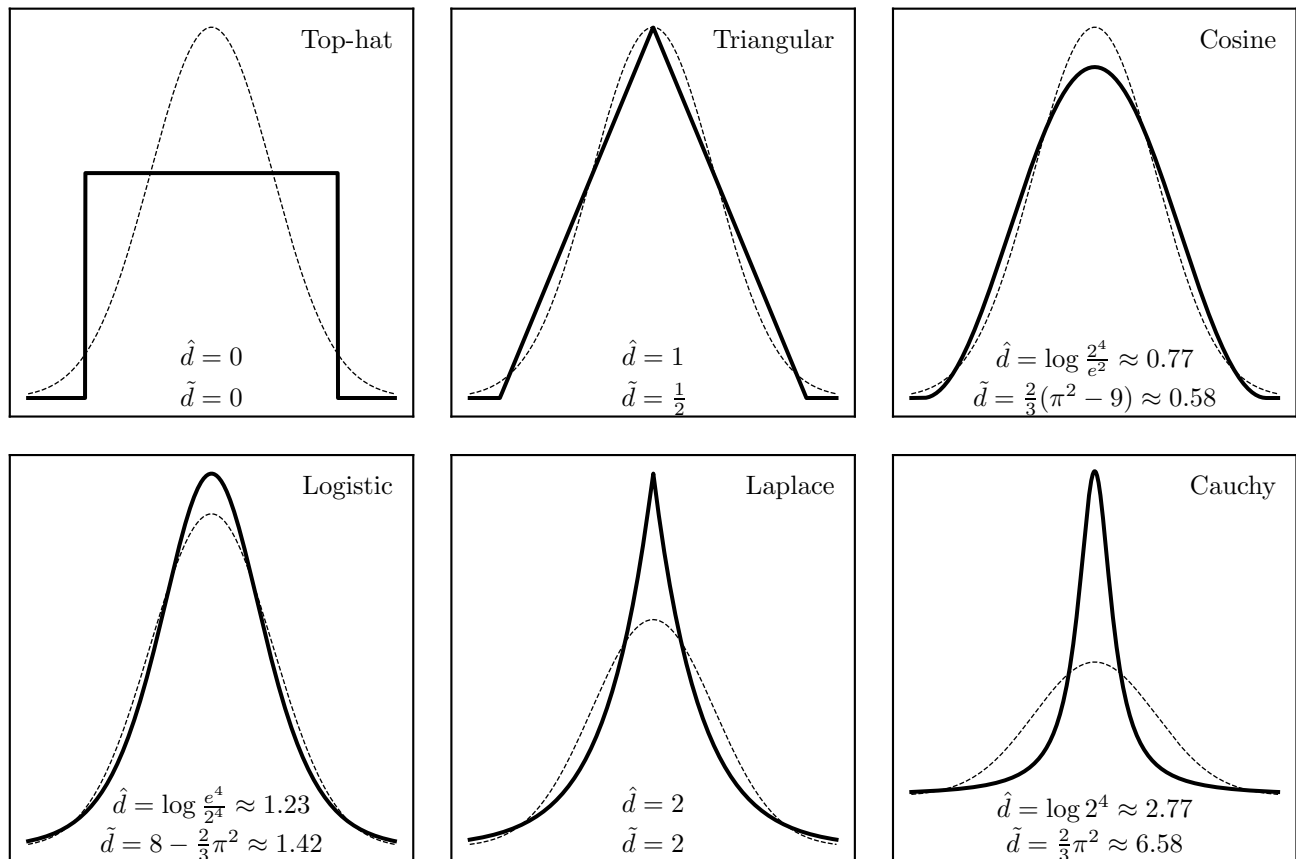 Top-hat
d̂ = 0
d̃ = 0
Triangular
d̂ = 1
d̃ = 1/2
Cosine
d̂ = log 2⁴/e² ≈ 0.77
d̃ = 2/3(π² − 9) ≈ 0.58
Logistic
d̂ = log e⁴/2⁴ ≈ 1.23
d̃ = 8 − 2/3π² ≈ 1.42
Laplace
d̂ = 2
d̃ = 2
Cauchy
d̂ = log 2⁴ ≈ 2.77
d̃ = 2/3π² ≈ 6.58